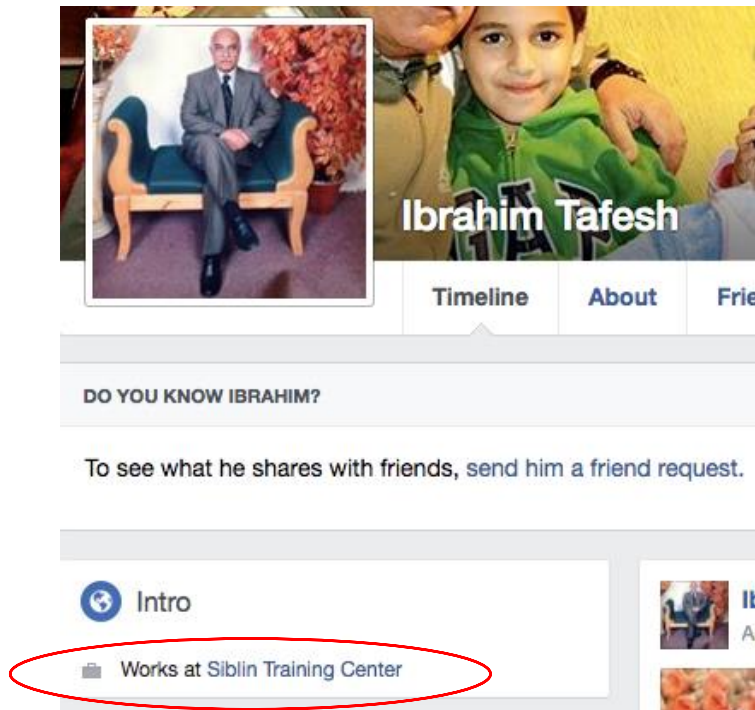 Ibrahim Tafesh
Timeline About
DO YOU KNOW IBRAHIM?
To see what he shares with friends, send him a friend request.
Intro
Works at Siblin Training Center